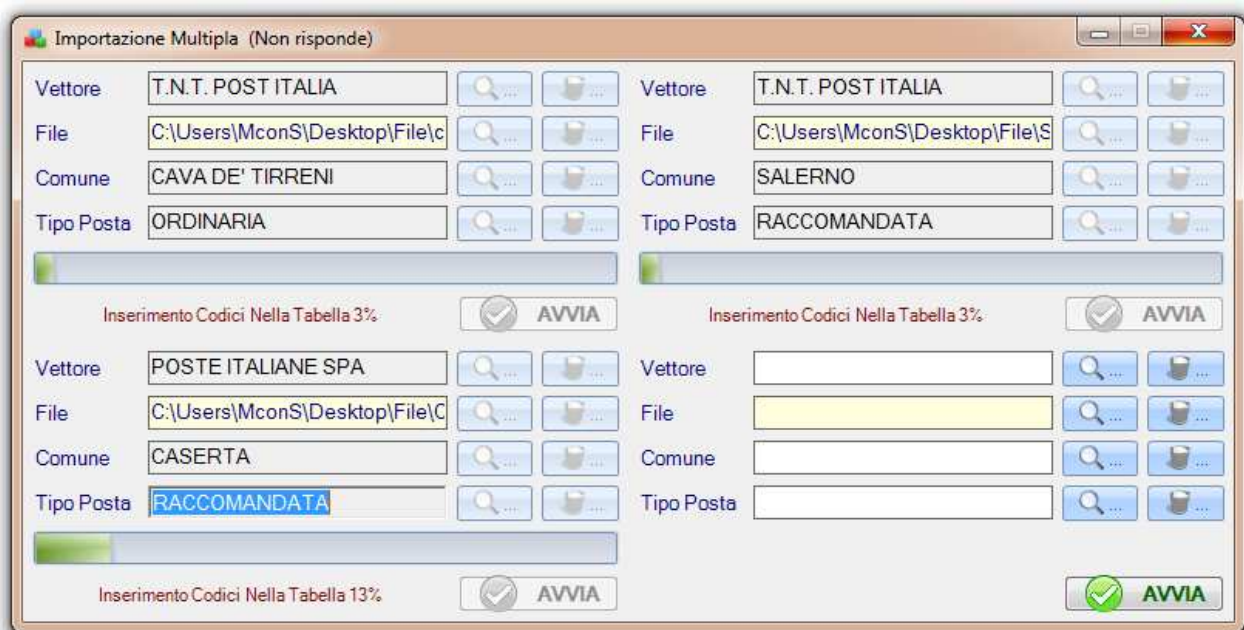 Importazione Multipla (Non risponde)
Vettore T.N.T. POST ITALIA ... ...
File C:\Users\MconS\Desktop\File\c ... ...
Comune CAVA DE' TIRRENI ... ...
Tipo Posta ORDINARIA ... ...
Inserimento Codici Nella Tabella 3% AVVIA
Vettore T.N.T. POST ITALIA ... ...
File C:\Users\MconS\Desktop\File\S ... ...
Comune SALERNO ... ...
Tipo Posta RACCOMANDATA ... ...
Inserimento Codici Nella Tabella 3% AVVIA
Vettore POSTE ITALIANE SPA ... ...
File C:\Users\MconS\Desktop\File\C ... ...
Comune CASERTA ... ...
Tipo Posta RACCOMANDATA ... ...
Inserimento Codici Nella Tabella 13% AVVIA
Vettore ... ...
File ... ...
Comune ... ...
Tipo Posta ... ...
AVVIA